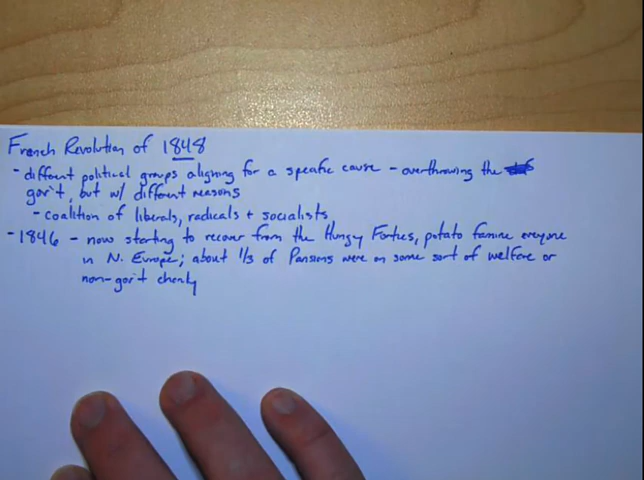 French Revolution of 1848
- different political groups aligning for a specific cause - overthrowing the
gov't, but w/ different reasons
- coalition of liberals, radicals + socialists
- 1846 - now starting to recover from the Hungry Forties, potato famine everyone
in N. Europe; about 1/3 of Parisians were on some sort of welfare or
non-gov't charity